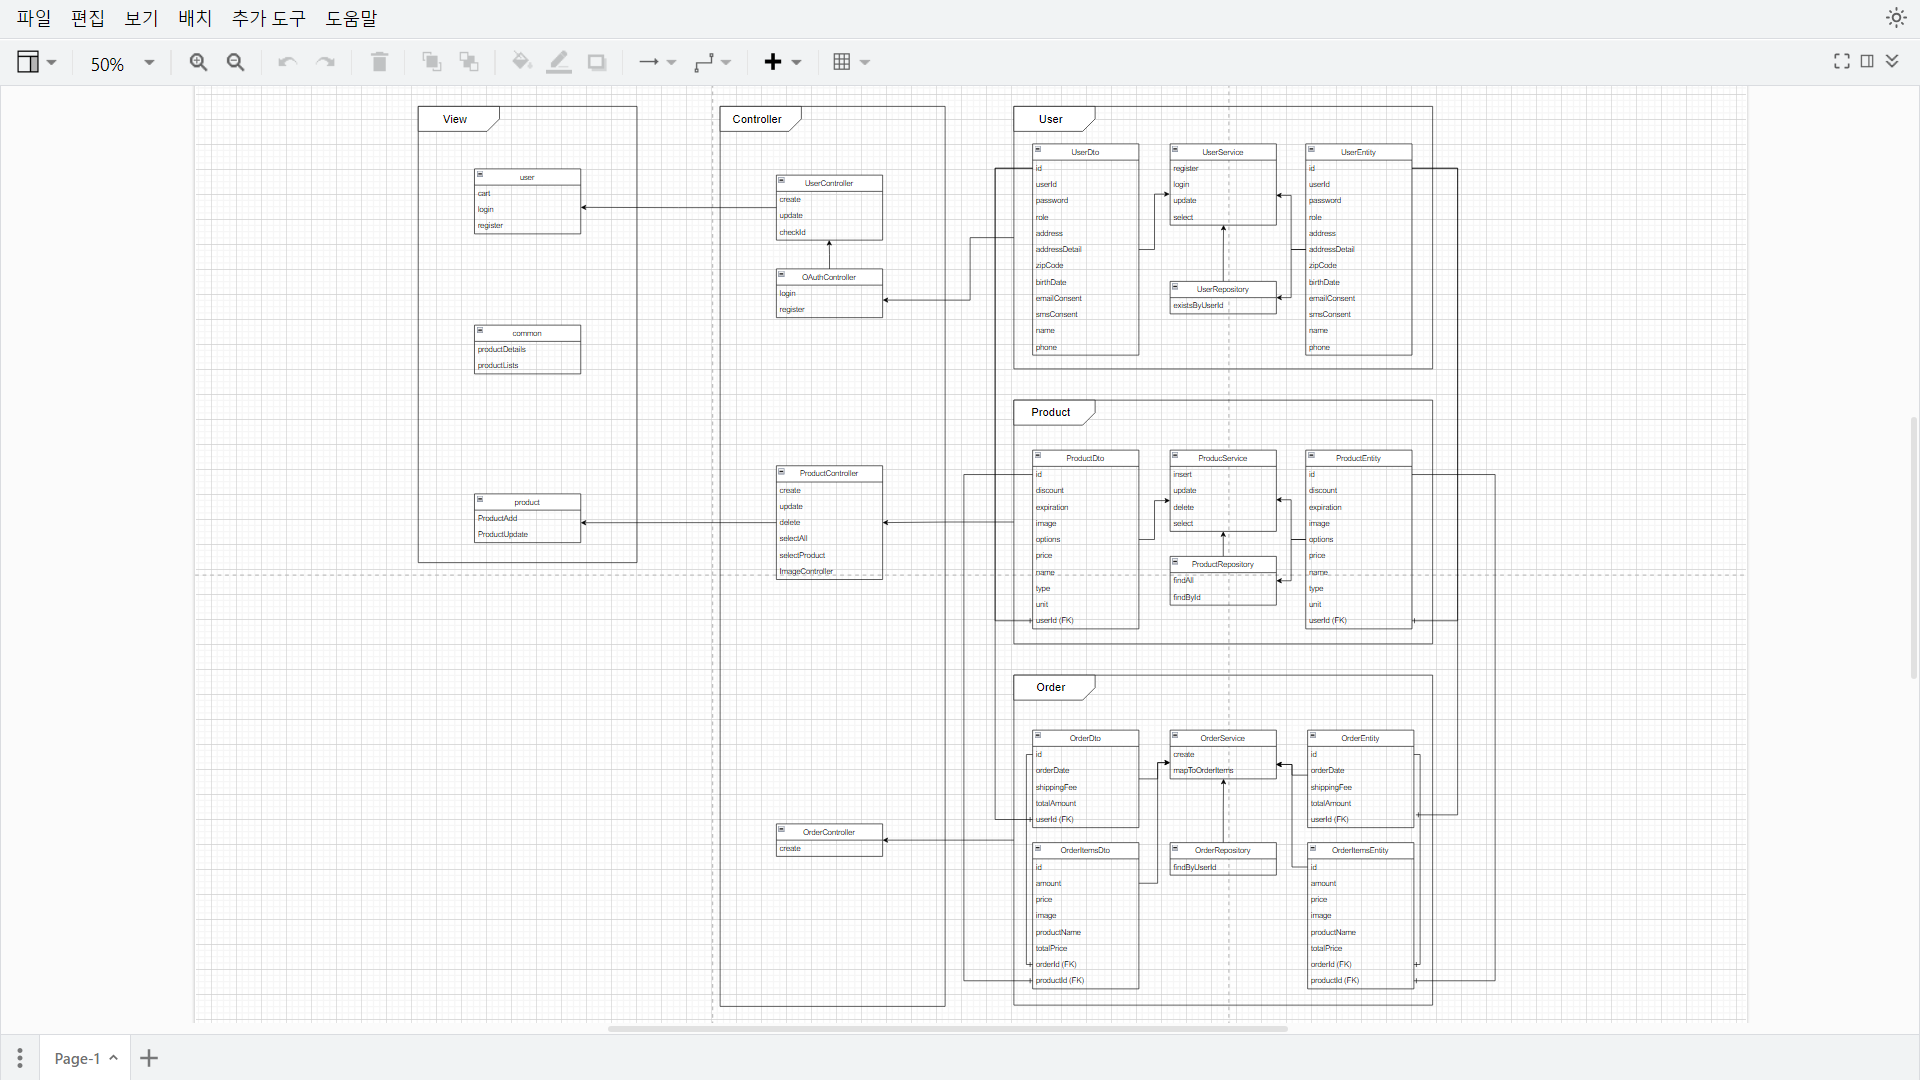 파일 편집 보기 배치 추가 도구 도움말
50%
View
user
cart
login
register
common
productDetails
productLists
product
ProductAdd
ProductUpdate
Controller
UserController
create
update
checkId
OAuthController
login
register
ProductController
create
update
delete
selectAll
selectProduct
ImageController
OrderController
create
User
UserDto
id
userId
password
role
address
addressDetail
zipCode
birthDate
emailConsent
smsConsent
name
phone
UserService
register
login
update
select
UserRepository
existsByUserId
UserEntity
id
userId
password
role
address
addressDetail
zipCode
birthDate
emailConsent
smsConsent
name
phone
Product
ProductDto
id
discount
expiration
image
options
price
name
type
unit
userId (FK)
ProducService
insert
update
delete
select
ProductRepository
findAll
findById
ProductEntity
id
discount
expiration
image
options
price
name
type
unit
userId (FK)
Order
OrderDto
id
orderDate
shippingFee
totalAmount
userId (FK)
OrderItemsDto
id
amount
price
image
productName
totalPrice
orderId (FK)
productId (FK)
OrderService
create
mapToOrderItems
OrderRepository
findByUserId
OrderEntity
id
orderDate
shippingFee
totalAmount
userId (FK)
OrderItemsEntity
id
amount
price
image
productName
totalPrice
orderId (FK)
productId (FK)
Page-1